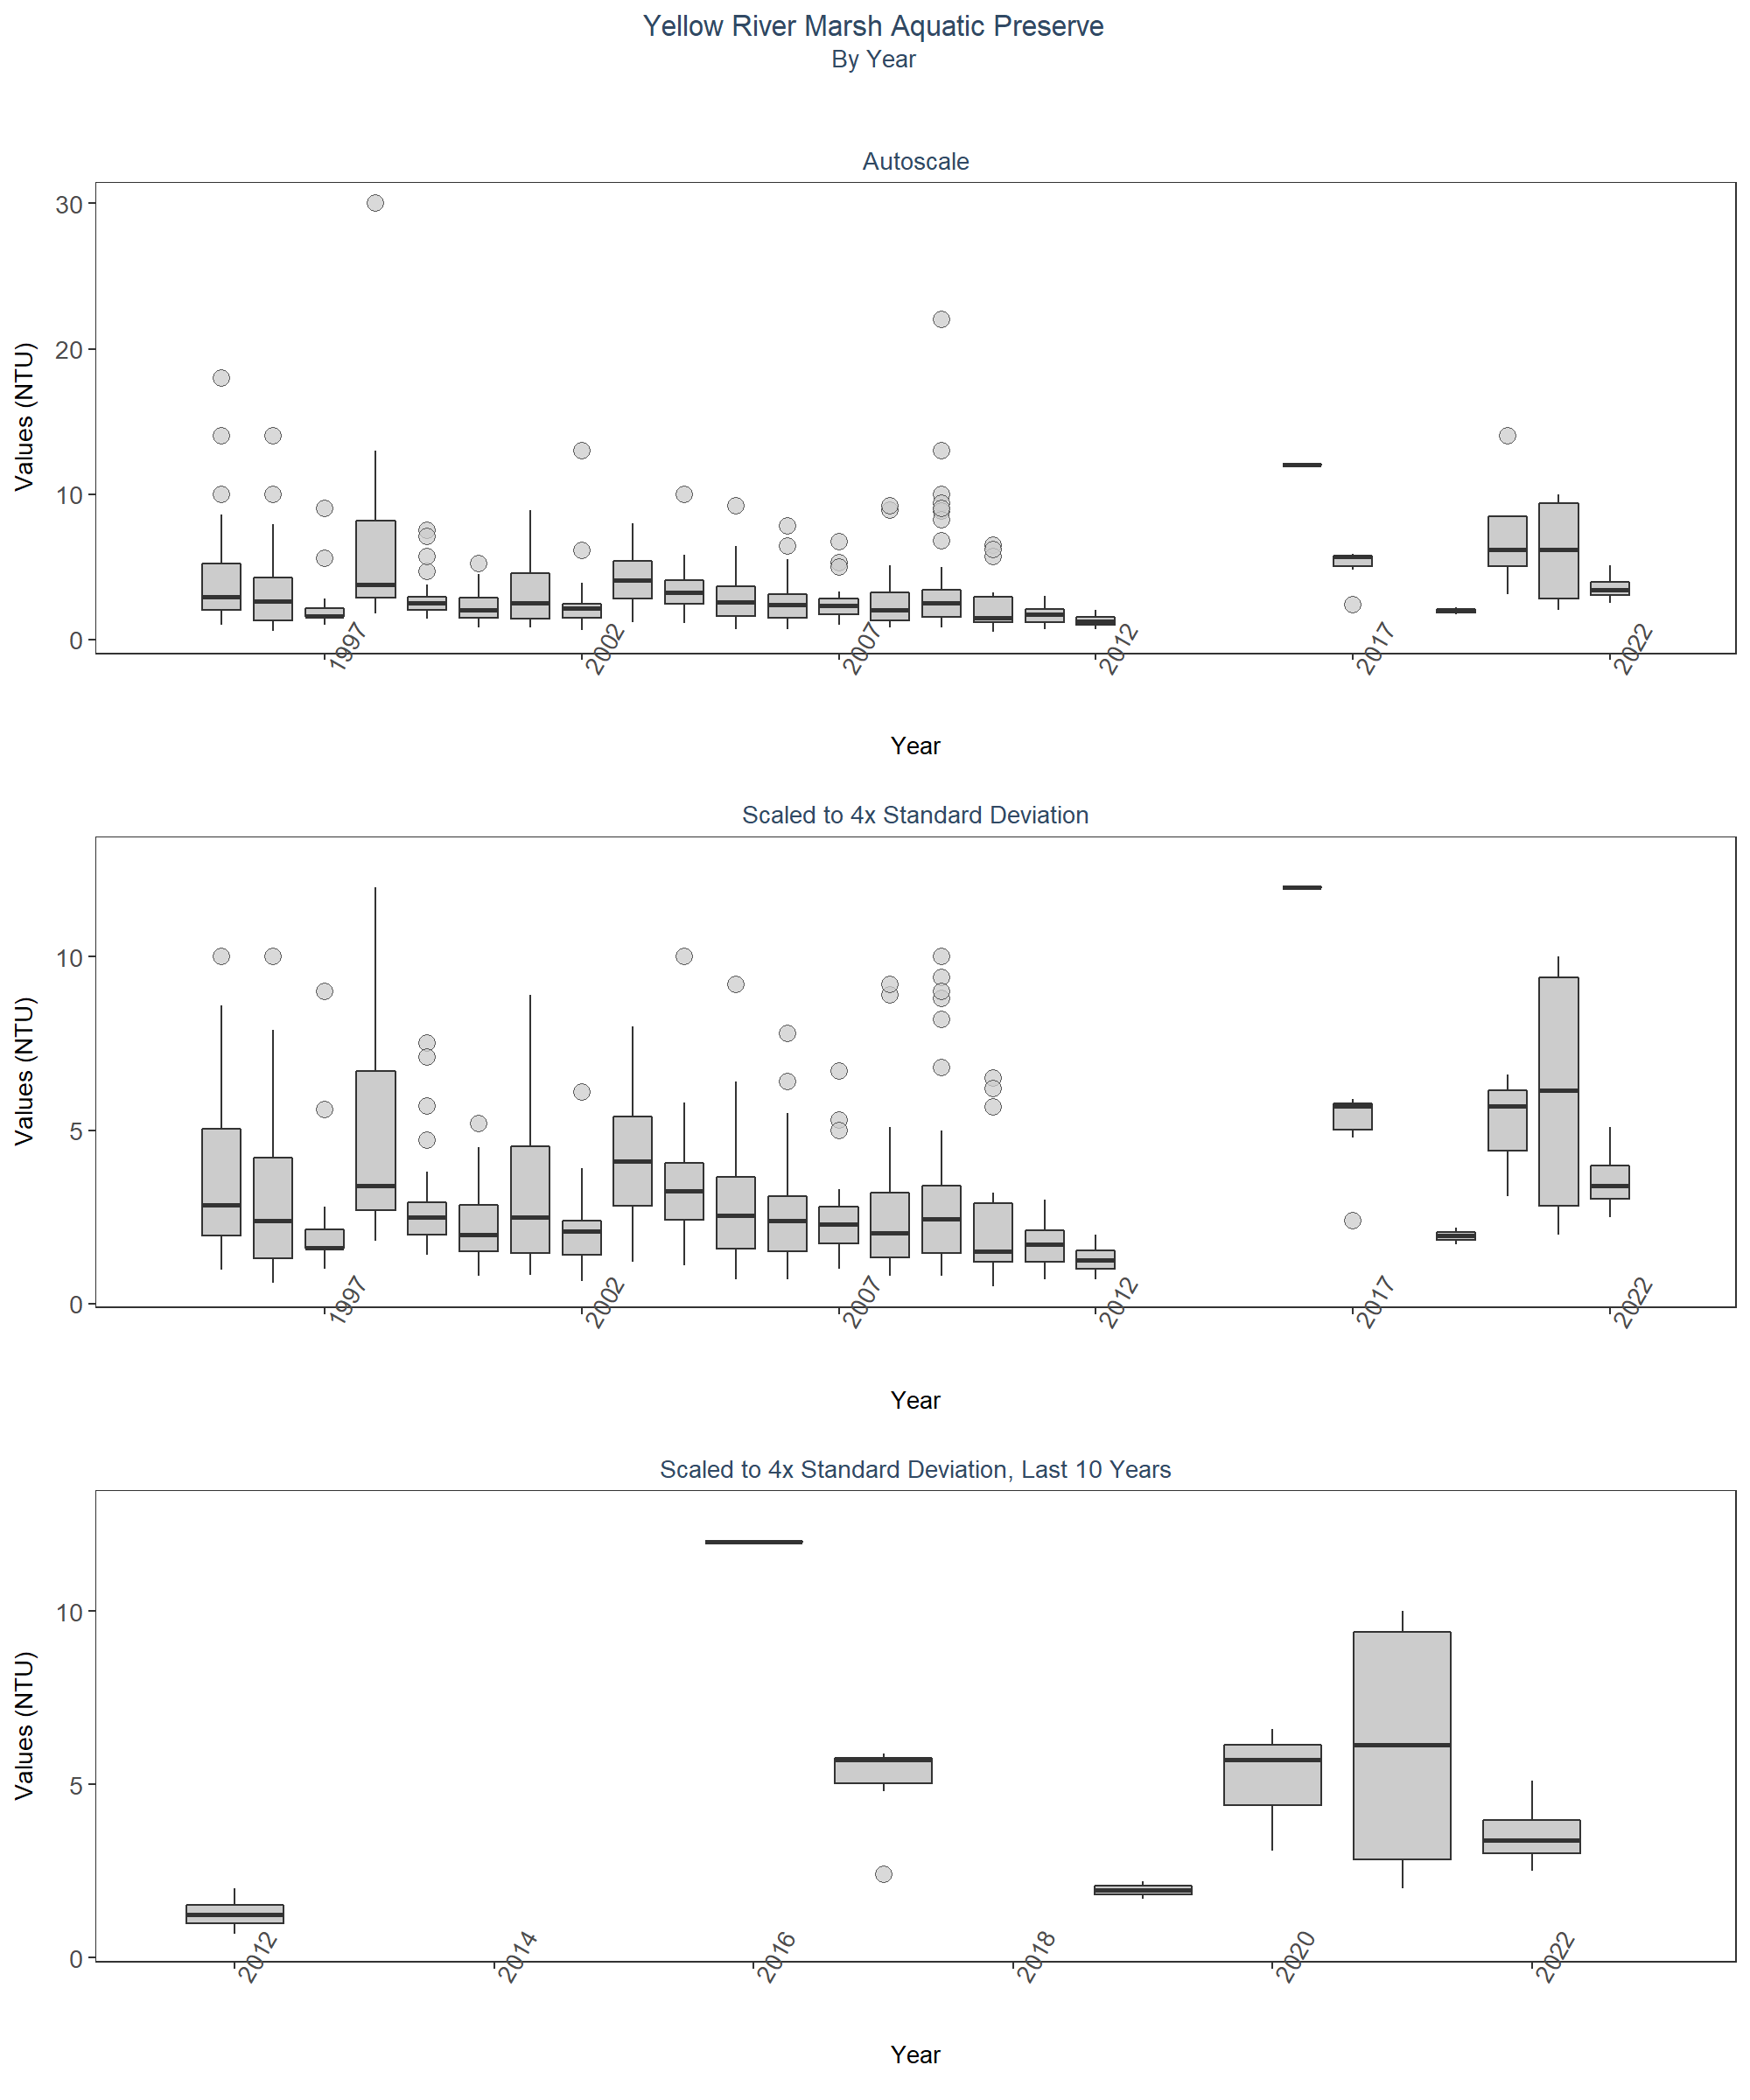 Yellow River Marsh Aquatic Preserve
By Year
Autoscale
Values (NTU)
30
20
10
0
1997
2002
2007
2012
2017
2022
Year
Scaled to 4x Standard Deviation
Values (NTU)
10
5
0
1997
2002
2007
2012
2017
2022
Year
Scaled to 4x Standard Deviation, Last 10 Years
Values (NTU)
10
5
0
2012
2014
2016
2018
2020
2022
Year